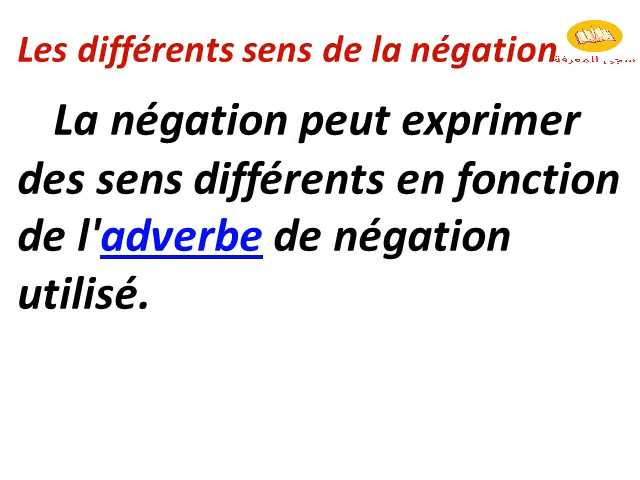 Les différents sens de la négation
La négation peut exprimer
des sens différents en fonction
de l'adverbe de négation
utilisé.